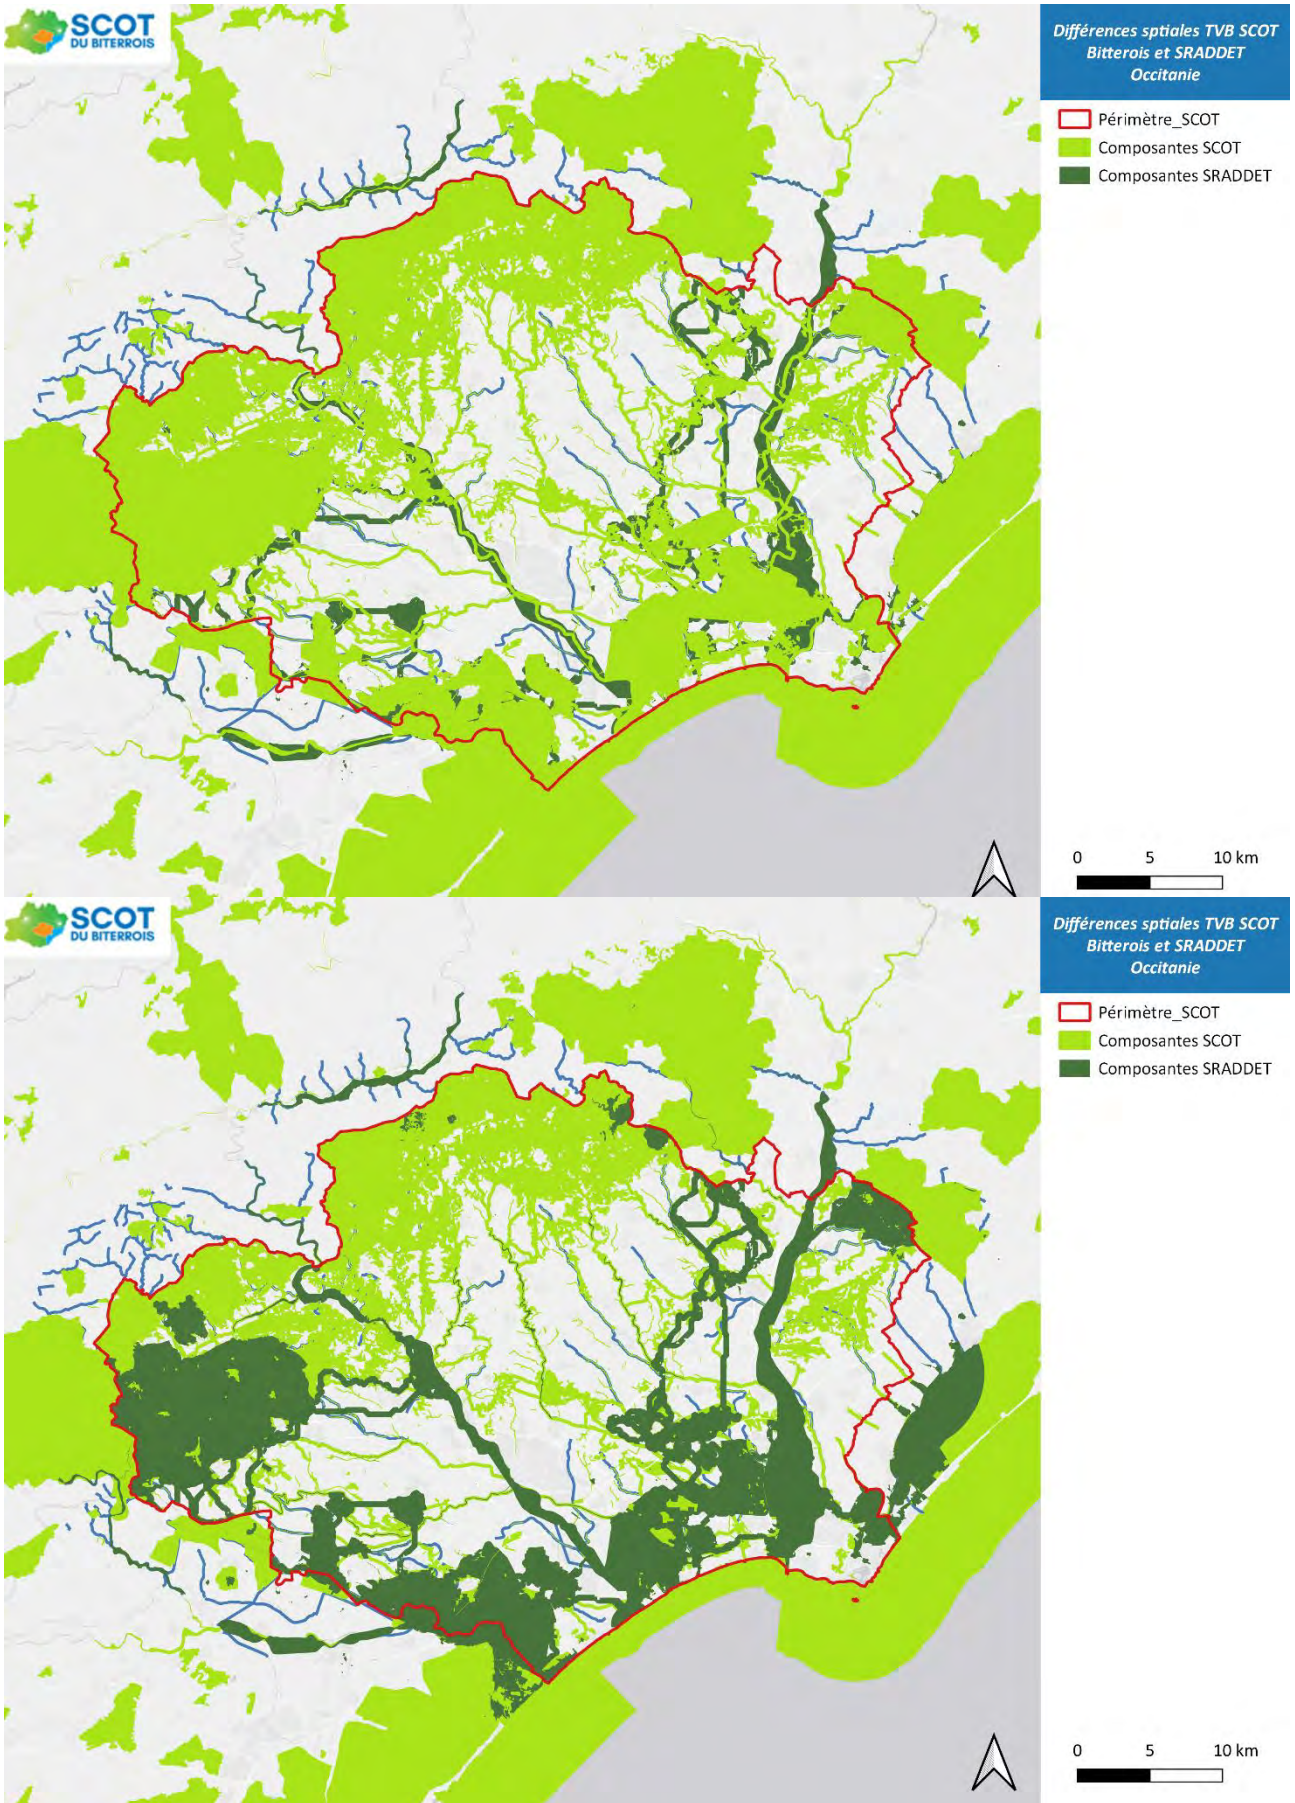 SCOT
DU BITERROIS
Différences sptiales TVB SCOT
Bitterois et SRADDET
Occitanie
Périmètre_SCOT
Composantes SCOT
Composantes SRADDET
0 5 10 km
SCOT
DU BITERROIS
Différences sptiales TVB SCOT
Bitterois et SRADDET
Occitanie
Périmètre_SCOT
Composantes SCOT
Composantes SRADDET
0 5 10 km